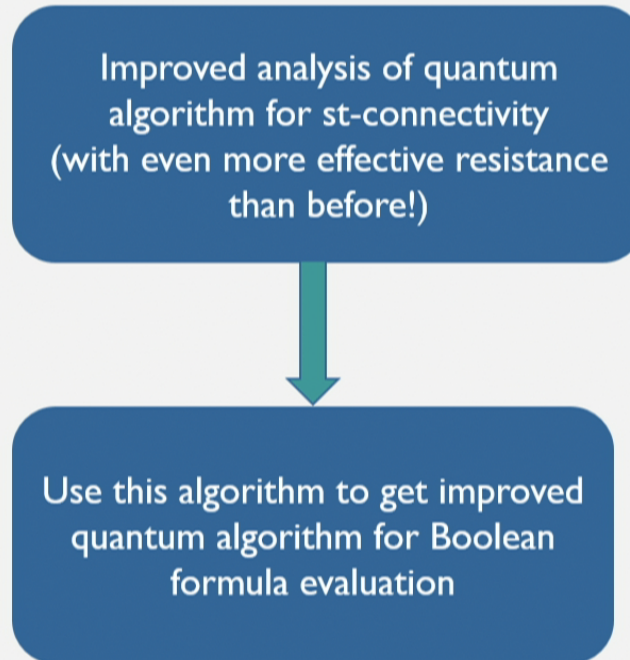 Improved analysis of quantum
algorithm for st-connectivity
(with even more effective resistance
than before!)
Use this algorithm to get improved
quantum algorithm for Boolean
formula evaluation